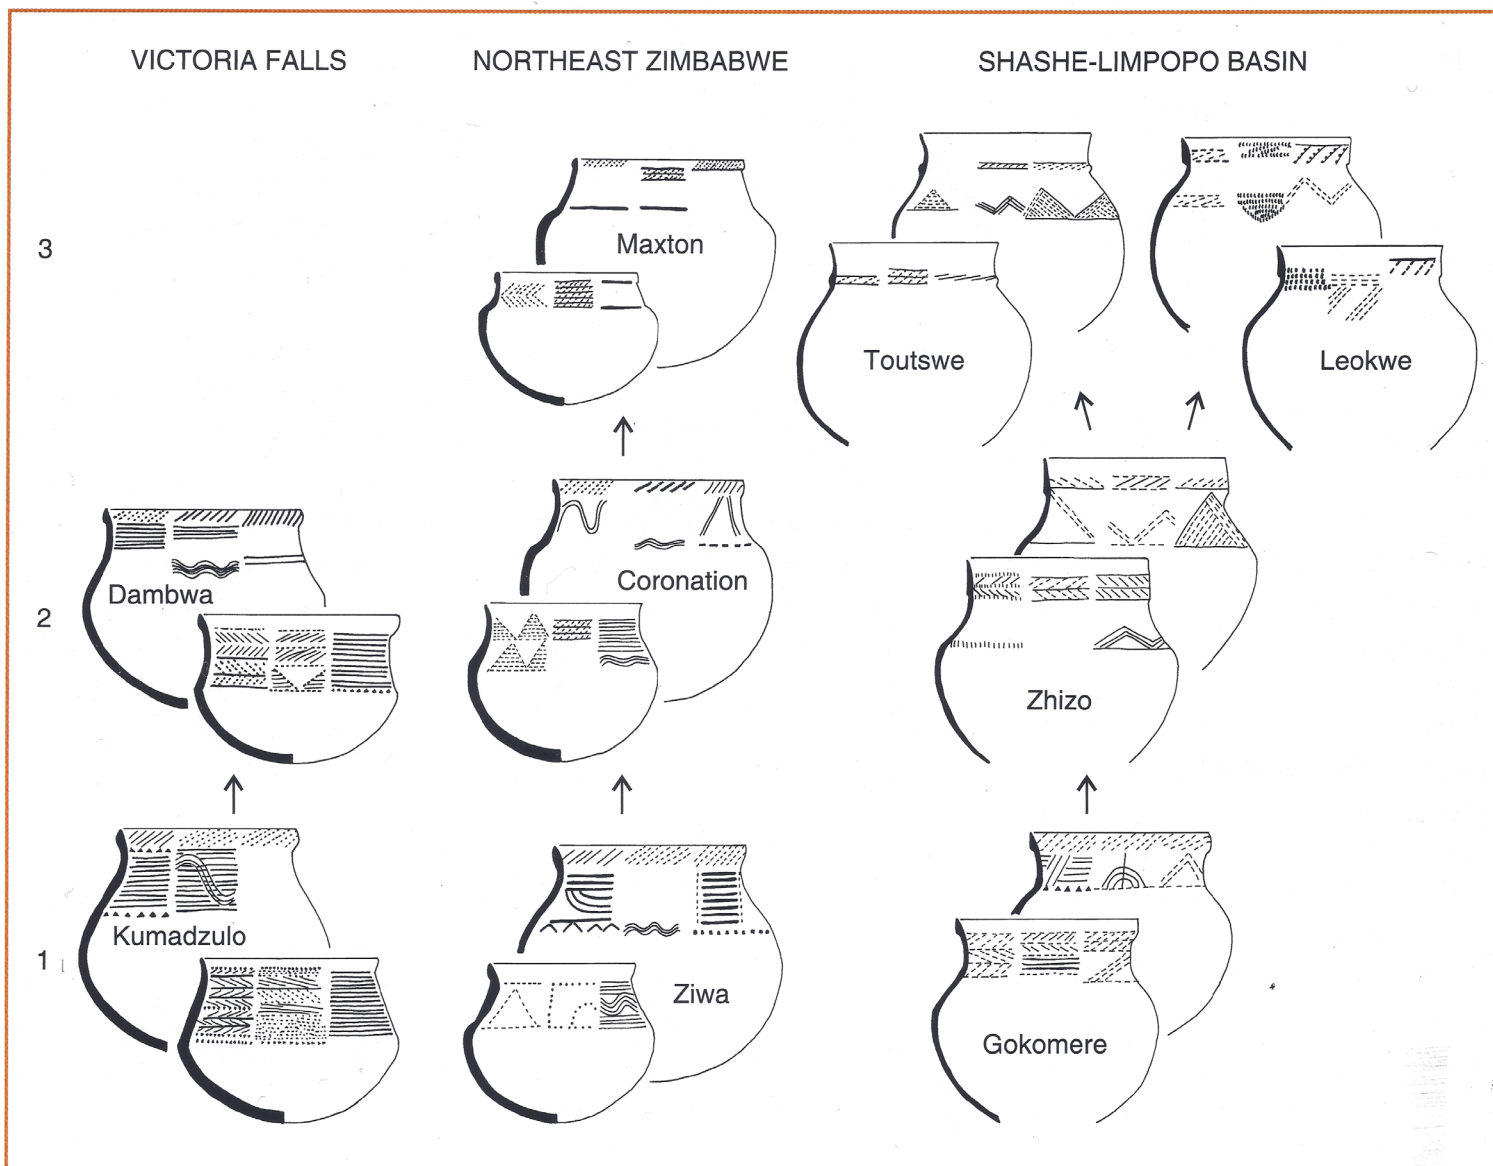 VICTORIA FALLS
NORTHEAST ZIMBABWE
SHASHE-LIMPOPO BASIN
3
Maxton
Toutswe
Leokwe
2
Dambwa
Coronation
Zhizo
1
Kumadzulo
Ziwa
Gokomere